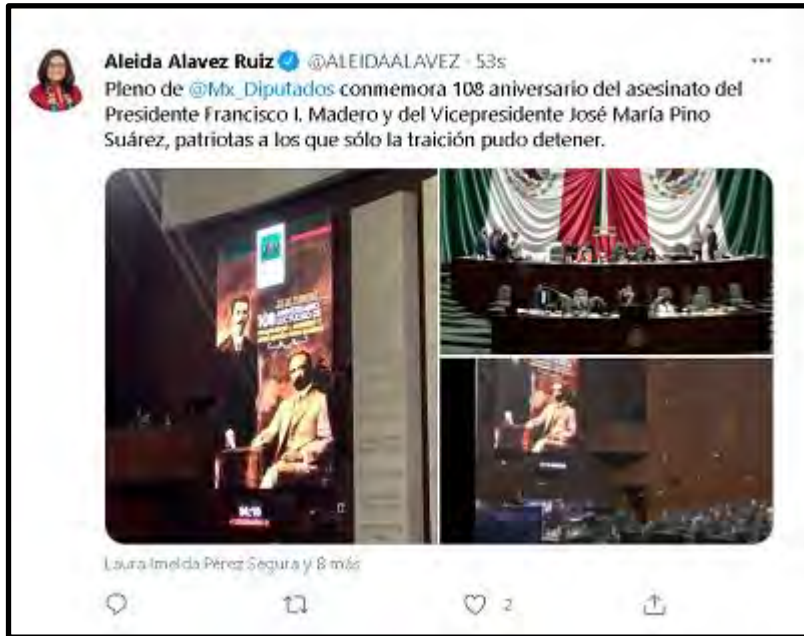 Aleida Alavez Ruiz @ALEIDAALAVEZ · 53s
Pleno de @Mx_Diputados conmemora 108 aniversario del asesinato del
Presidente Francisco I. Madero y del Vicepresidente José María Pino
Suárez, patriotas a los que sólo la traición pudo detener.
108
Laura Imelda Pérez Segura y 8 más
2